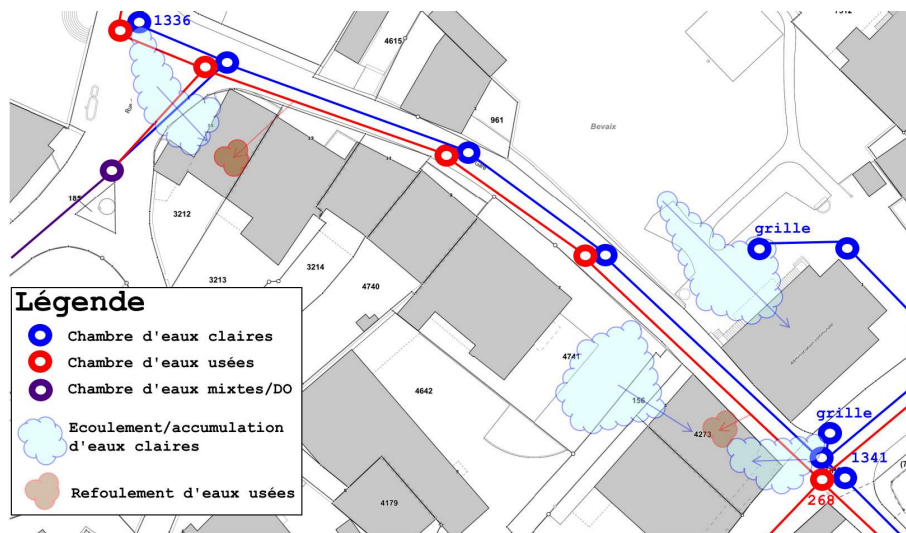 1336
4615
7512
961
Bevaix
3212
grille
3213
3214
4740
Légende
Chambre d'eaux claires
Chambre d'eaux usées
Chambre d'eaux mixtes/DO
Ecoulement/accumulation
d'eaux claires
Refoulement d'eaux usées
4741
4642
156
grille
4273
1341
268
4179